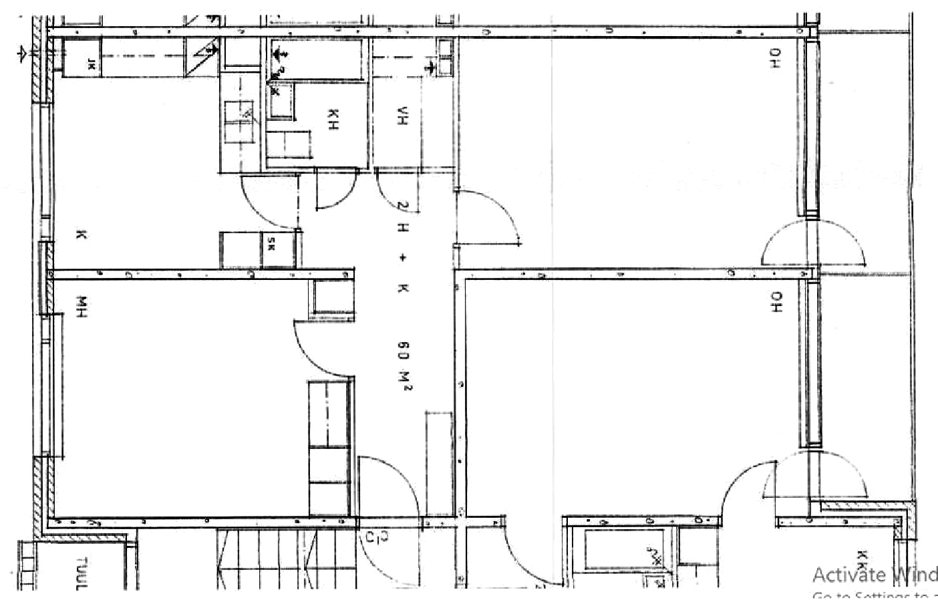 JK
KH
VH
OH
K
SK
2 H + K 60 M²
MH
OH
TUUL
KK
Activate Wind
Go to Settings to a